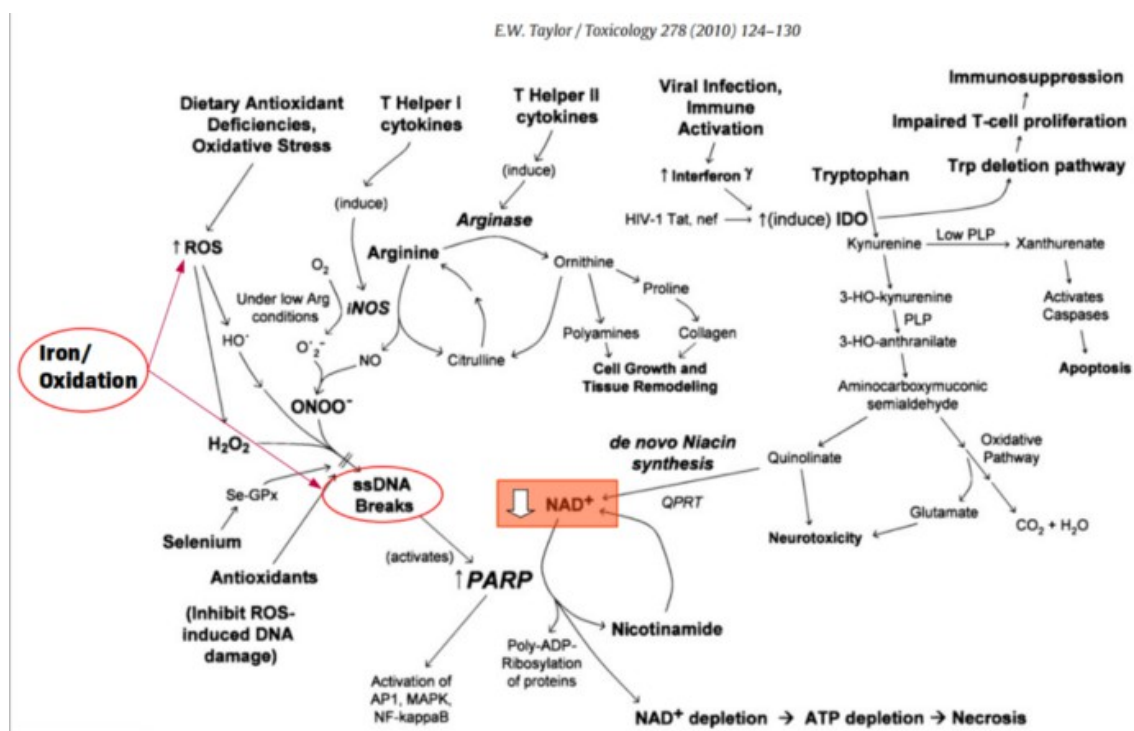 E.W. Taylor / Toxicology 278 (2010) 124–130
Dietary Antioxidant
Deficiencies,
Oxidative Stress
T Helper I
cytokines
T Helper II
cytokines
Viral Infection,
Immune
Activation
Immunosuppression
Impaired T-cell proliferation
Trp deletion pathway
(induce)
(induce)
↑ Interferon γ
Tryptophan
Arginase
HIV-1 Tat, nef
↑(induce) IDO
↑ ROS
Arginine
Kynurenine
Low PLP
Xanthurenate
O2
Ornithine
Under low Arg
conditions
iNOS
Proline
3-HO-kynurenine
PLP
Activates
Caspases
HO·
O·2⁻
NO
Citrulline
Polyamines
Collagen
3-HO-anthranilate
Iron/
Oxidation
Cell Growth and
Tissue Remodeling
Apoptosis
Aminocarboxymuconic
semialdehyde
ONOO⁻
H2O2
de novo Niacin
synthesis
Quinolinate
Oxidative
Pathway
Se-GPx
ssDNA
Breaks
NAD+
QPRT
Glutamate
Selenium
Neurotoxicity
CO2 + H2O
(activates)
Antioxidants
↑PARP
(Inhibit ROS-
induced DNA
damage)
Nicotinamide
Poly-ADP-
Ribosylation
of proteins
Activation of
AP1, MAPK,
NF-kappaB
NAD+ depletion → ATP depletion → Necrosis